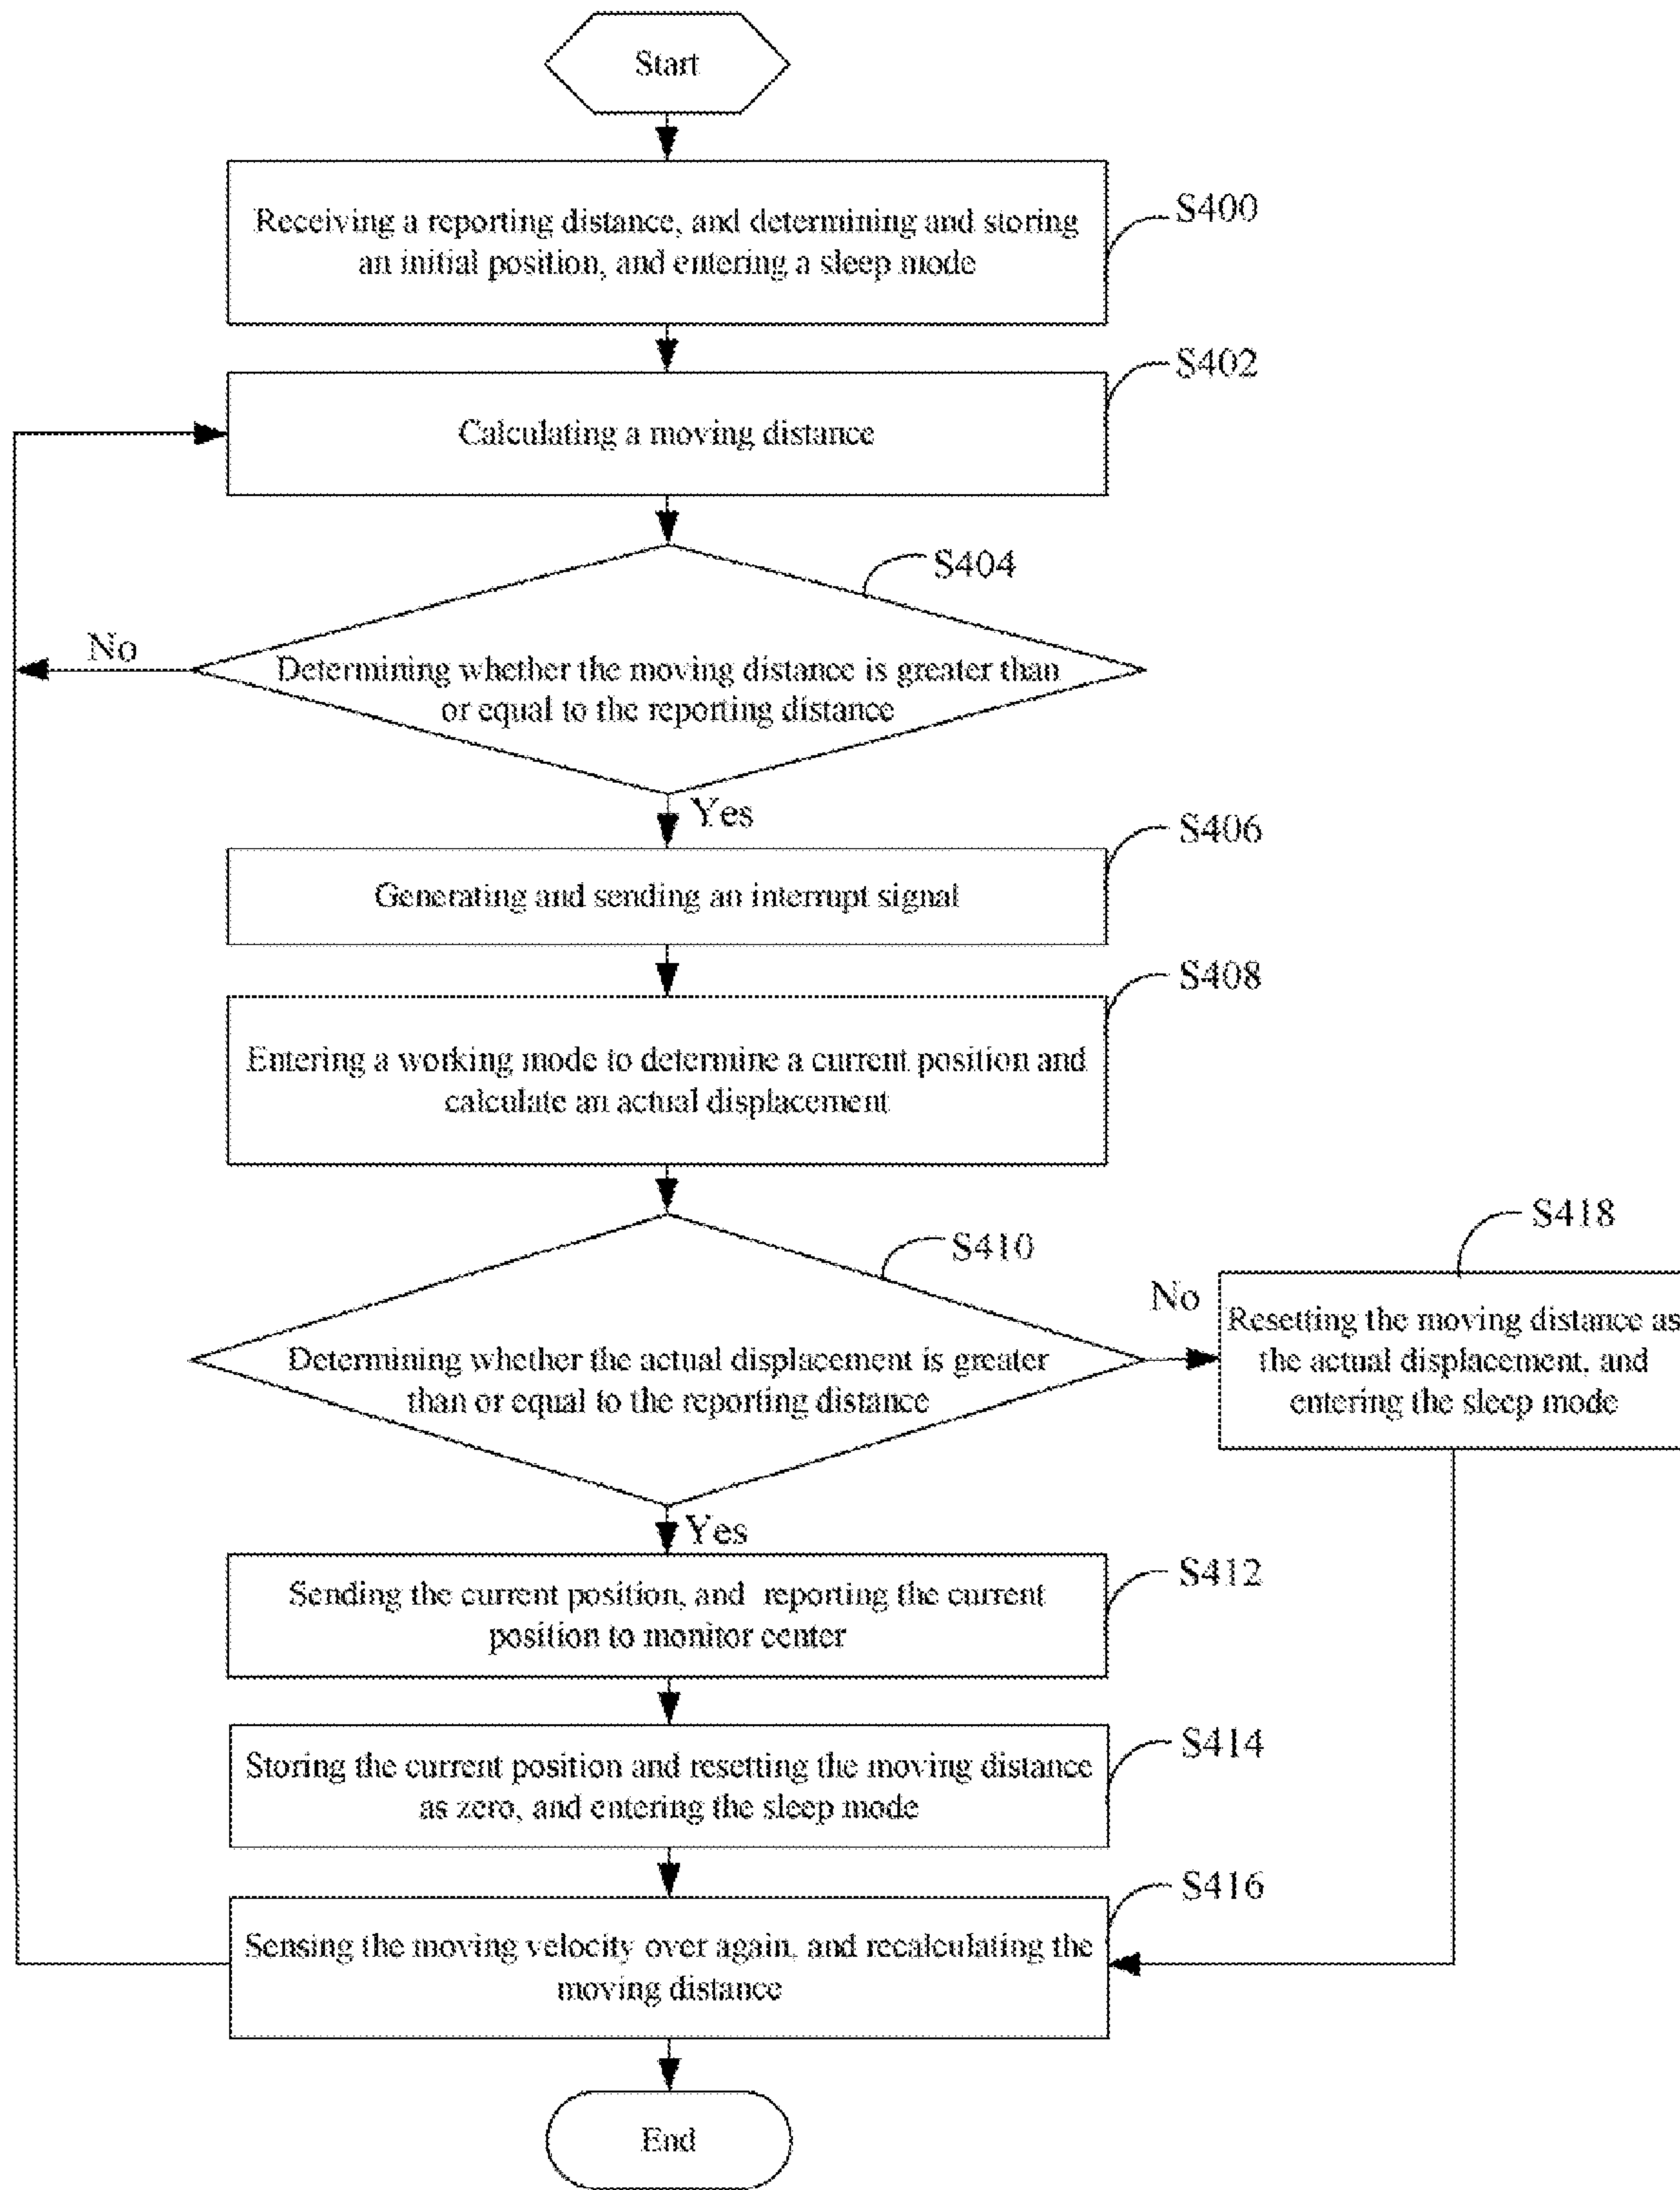 Start
Receiving a reporting distance, and determining and storing
an initial position, and entering a sleep mode
S400
Calculating a moving distance
S402
S404
No
Determining whether the moving distance is greater than
or equal to the reporting distance
Yes
Generating and sending an interrupt signal
S406
Entering a working mode to determine a current position and
calculate an actual displacement
S408
S410
Determining whether the actual displacement is greater
than or equal to the reporting distance
No
S418
Resetting the moving distance as
the actual displacement, and
entering the sleep mode
Yes
Sending the current position, and reporting the current
position to monitor center
S412
Storing the current position and resetting the moving distance
as zero, and entering the sleep mode
S414
Sensing the moving velocity over again, and recalculating the
moving distance
S416
End